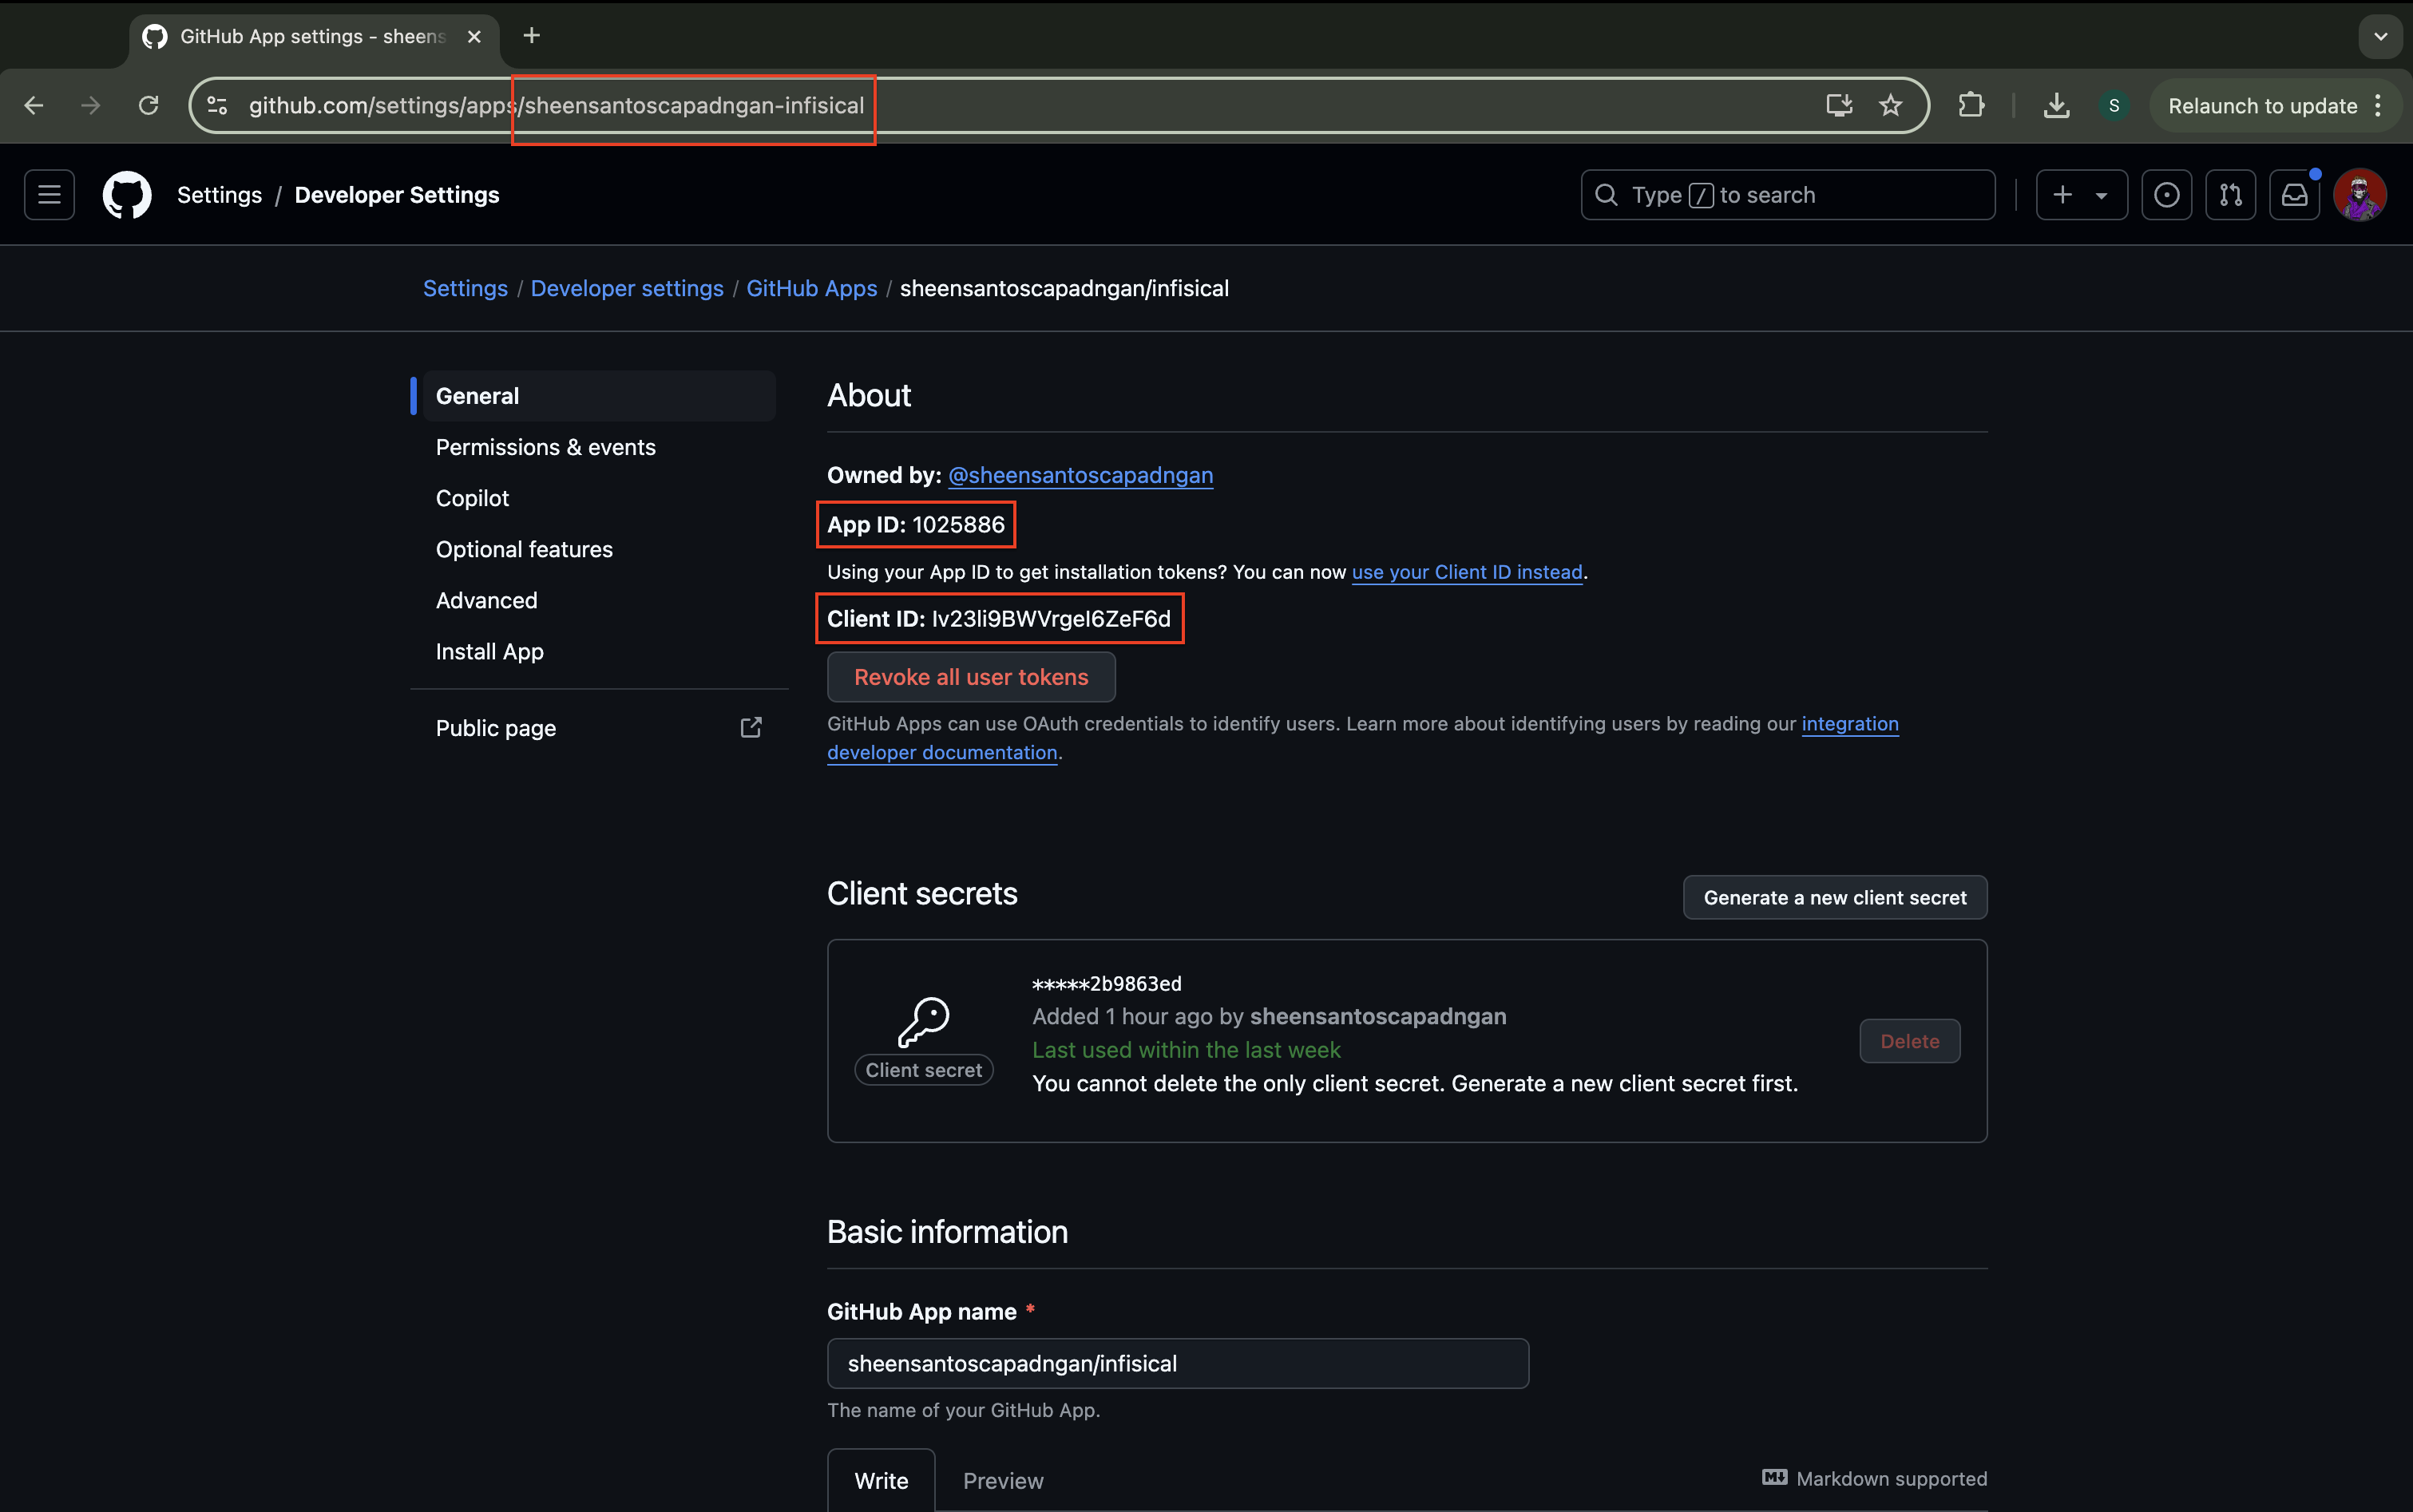 GitHub App settings - sheens
github.com/settings/apps/sheensantoscapadngan-infisical
S
Relaunch to update
Settings / Developer Settings
Type / to search
Settings / Developer settings / GitHub Apps / sheensantoscapadngan/infisical
General
Permissions & events
Copilot
Optional features
Advanced
Install App
Public page
About
Owned by: @sheensantoscapadngan
App ID: 1025886
Using your App ID to get installation tokens? You can now use your Client ID instead.
Client ID: Iv23li9BWVrgeI6ZeF6d
Revoke all user tokens
GitHub Apps can use OAuth credentials to identify users. Learn more about identifying users by reading our integration
developer documentation.
Client secrets
Generate a new client secret
*****2b9863ed
Added 1 hour ago by sheensantoscapadngan
Last used within the last week
You cannot delete the only client secret. Generate a new client secret first.
Client secret
Delete
Basic information
GitHub App name *
sheensantoscapadngan/infisical
The name of your GitHub App.
Write
Preview
Markdown supported